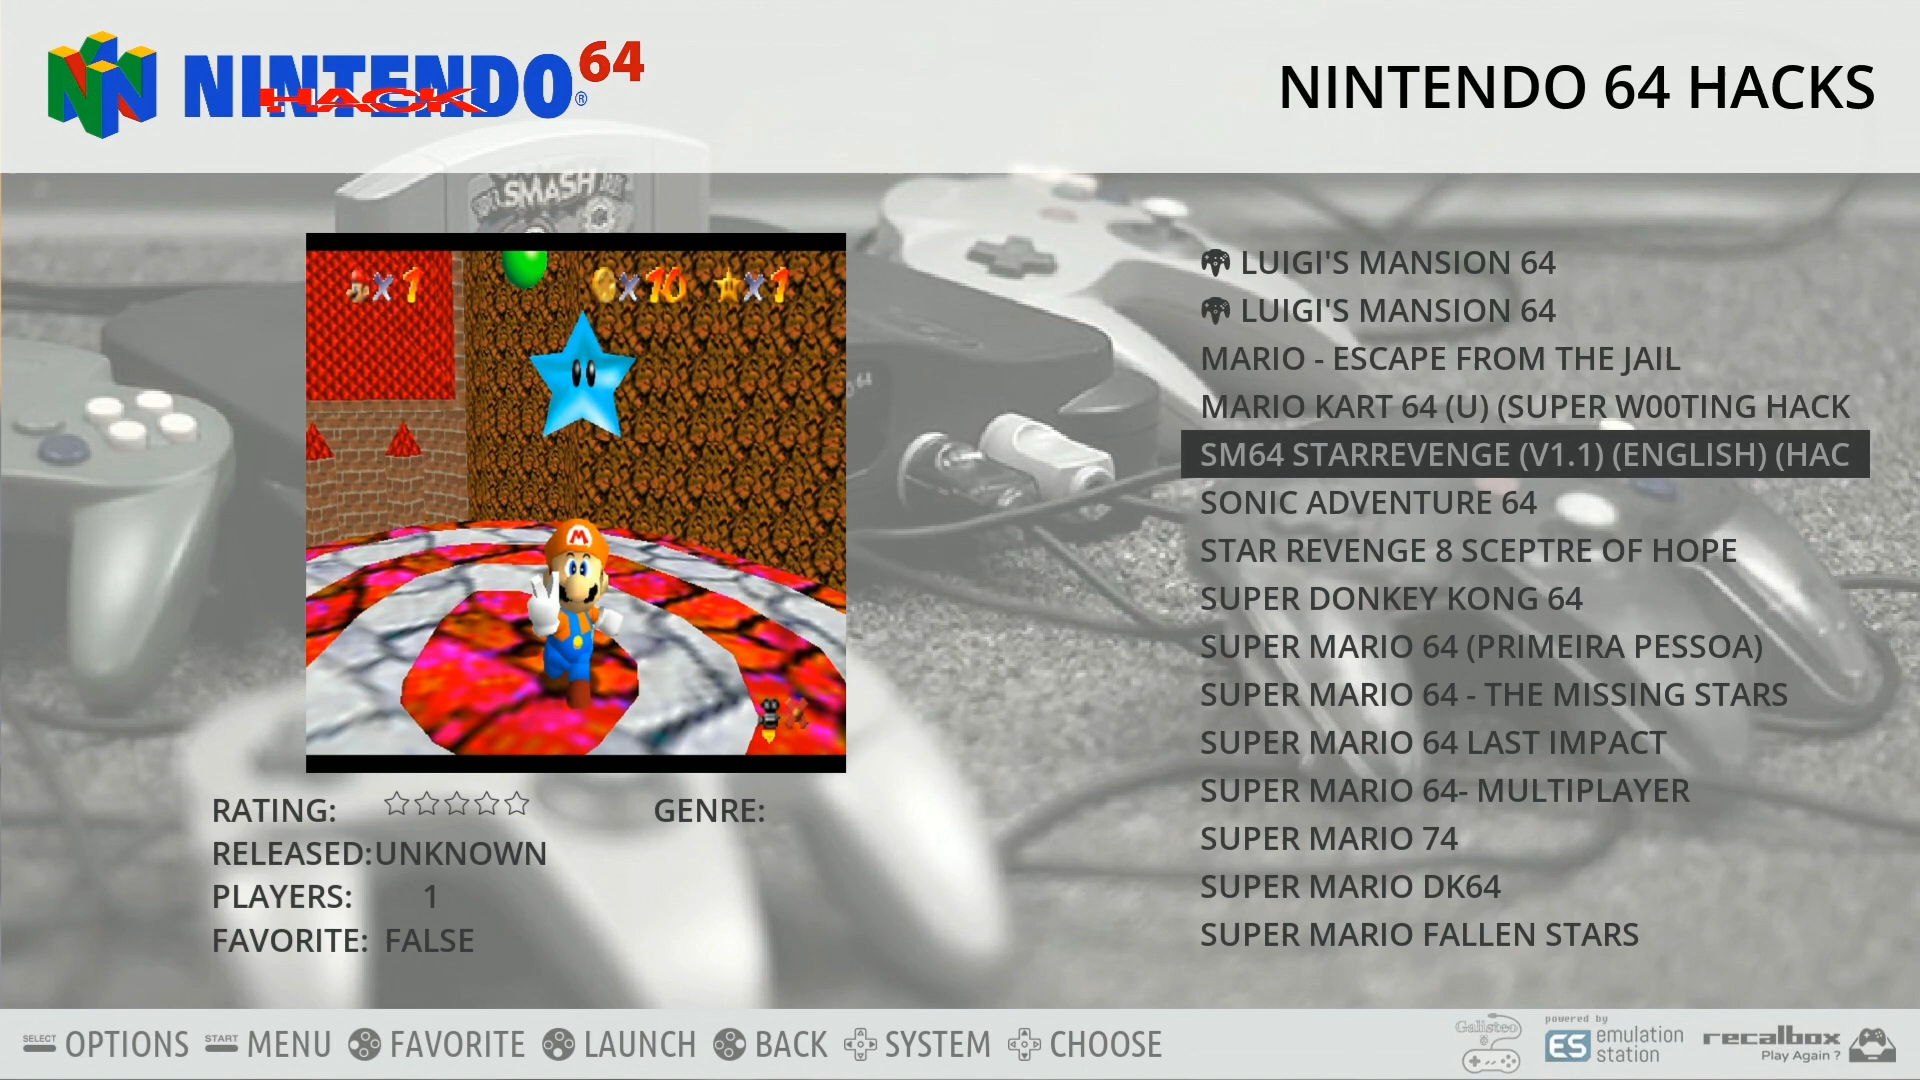 NINTENDO 64®
HACK
NINTENDO 64 HACKS
SMASH
x 1
x 10
x 1
M
64
LUIGI'S MANSION 64
LUIGI'S MANSION 64
MARIO - ESCAPE FROM THE JAIL
MARIO KART 64 (U) (SUPER W00TING HACK
SM64 STARREVENGE (V1.1) (ENGLISH) (HAC
SONIC ADVENTURE 64
STAR REVENGE 8 SCEPTRE OF HOPE
SUPER DONKEY KONG 64
SUPER MARIO 64 (PRIMEIRA PESSOA)
SUPER MARIO 64 - THE MISSING STARS
SUPER MARIO 64 LAST IMPACT
SUPER MARIO 64- MULTIPLAYER
SUPER MARIO 74
SUPER MARIO DK64
SUPER MARIO FALLEN STARS
RATING:
GENRE:
RELEASED:UNKNOWN
PLAYERS: 1
FAVORITE: FALSE
SELECT OPTIONS START MENU FAVORITE LAUNCH BACK SYSTEM CHOOSE
Galisteo
powered by
ES emulation
station
recalbox
Play Again ?